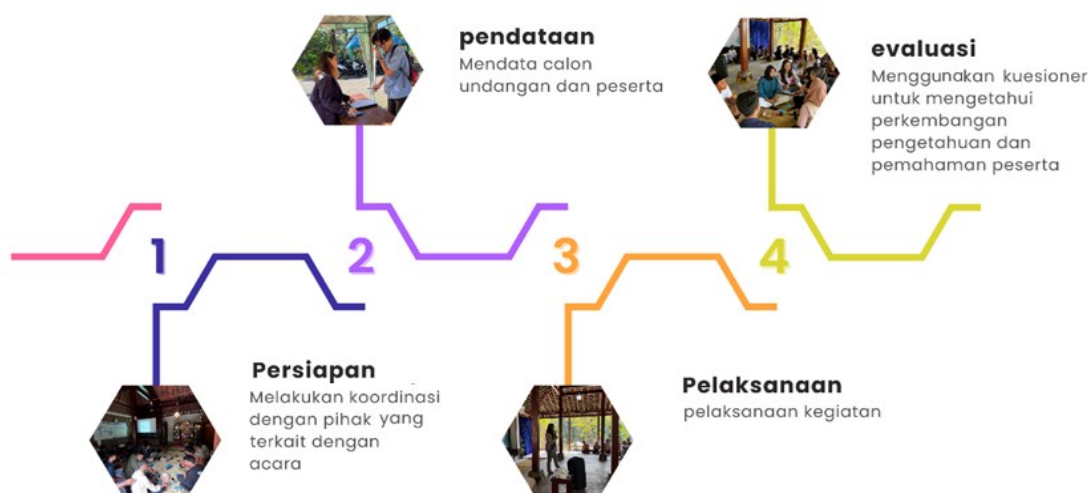 1
Persiapan
Melakukan koordinasi
dengan pihak yang
terkait dengan
acara
2
pendataan
Mendata calon
undangan dan peserta
3
Pelaksanaan
pelaksanaan kegiatan
4
evaluasi
Menggunakan kuesioner
untuk mengetahui
perkembangan
pengetahuan dan
pemahaman peserta